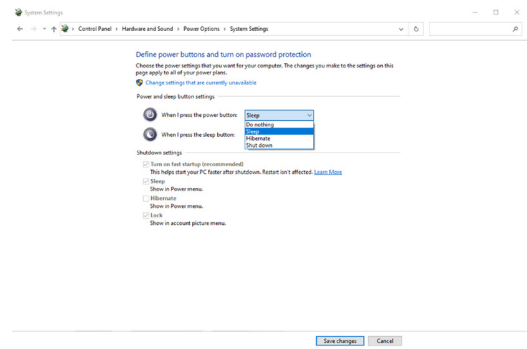 System Settings
Control Panel > Hardware and Sound > Power Options > System Settings
Define power buttons and turn on password protection
Choose the power settings that you want for your computer. The changes you make to the settings on this
page apply to all of your power plans.
Change settings that are currently unavailable
Power and sleep button settings
When I press the power button: Sleep
Do nothing
Sleep
When I press the sleep button:
Hibernate
Shut down
Shutdown settings
Turn on fast startup (recommended)
This helps start your PC faster after shutdown. Restart isn't affected. Learn More
Sleep
Show in Power menu.
Hibernate
Show in Power menu.
Lock
Show in account picture menu.
Save changes Cancel